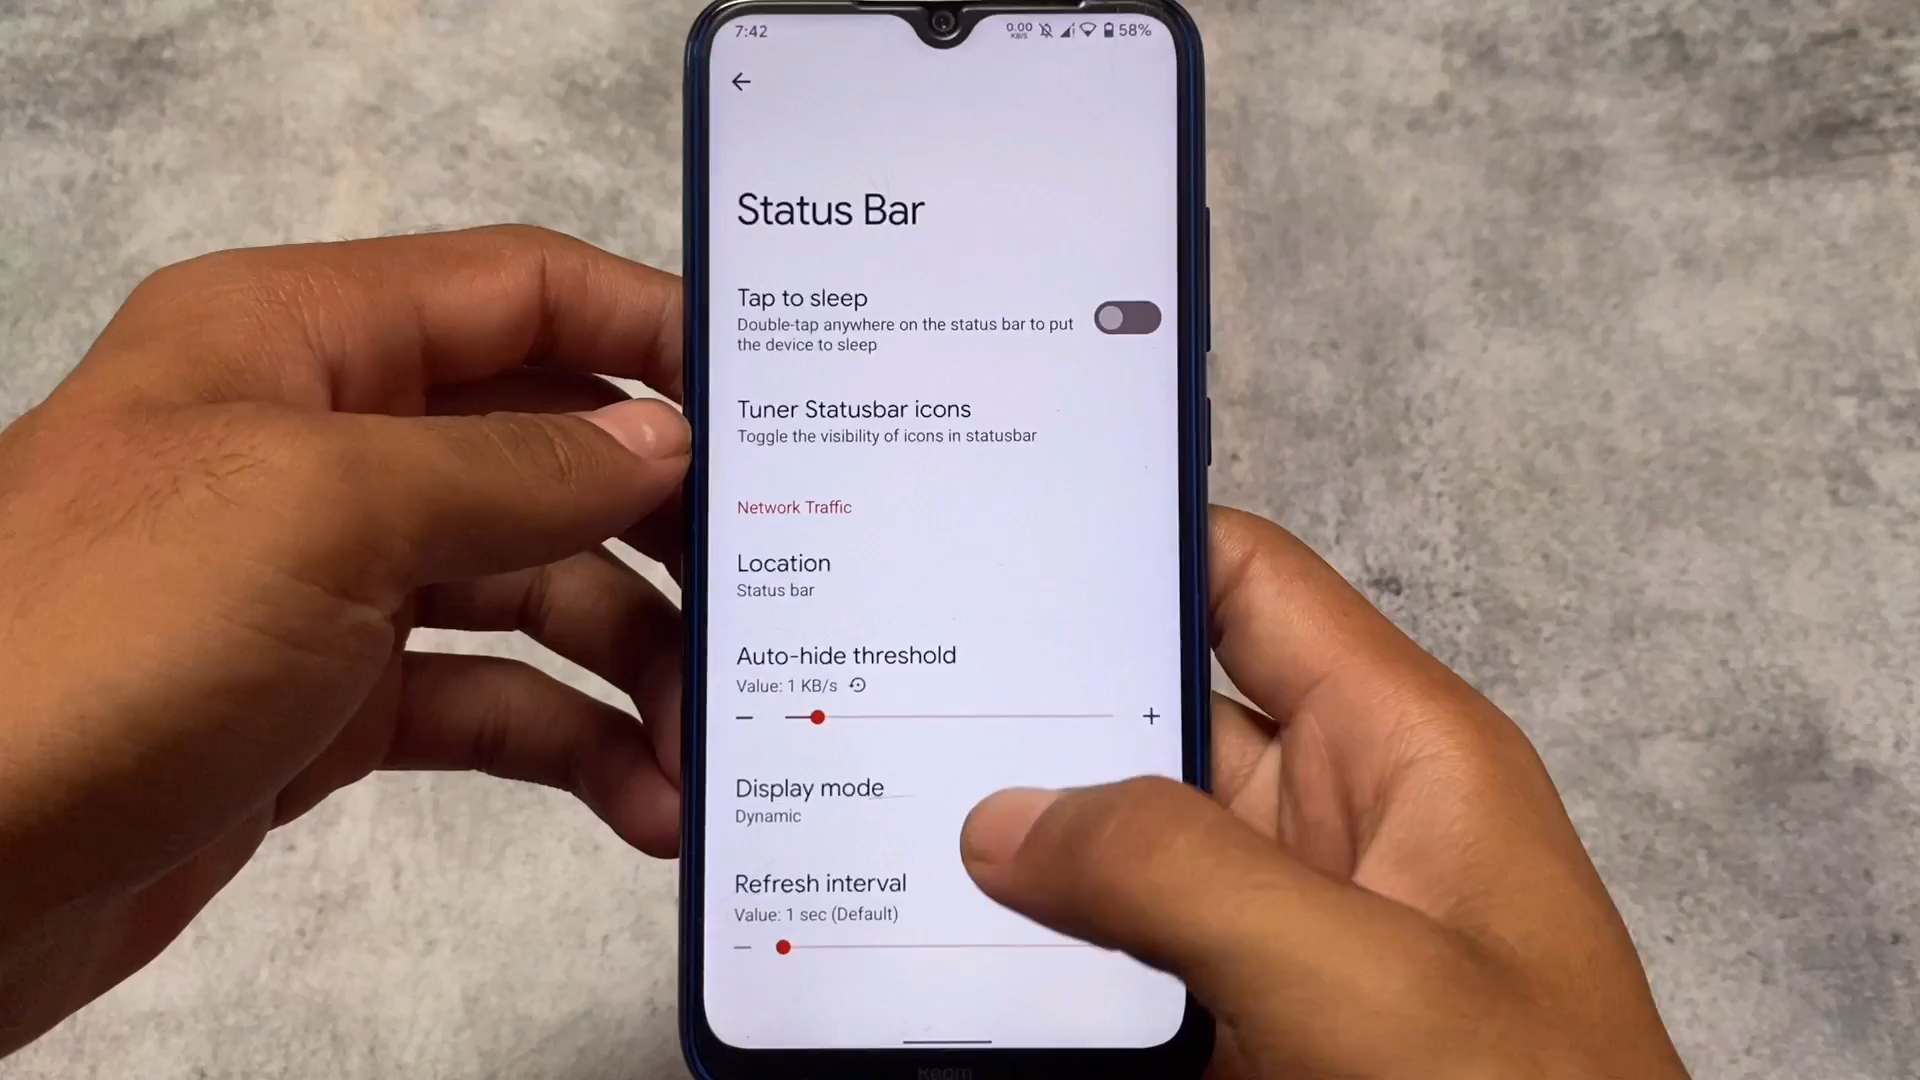 7:42
0.00
KB/S
58%
Status Bar
Tap to sleep
Double-tap anywhere on the status bar to put
the device to sleep
Tuner Statusbar icons
Toggle the visibility of icons in statusbar
Network Traffic
Location
Status bar
Auto-hide threshold
Value: 1 KB/s
Display mode
Dynamic
Refresh interval
Value: 1 sec (Default)